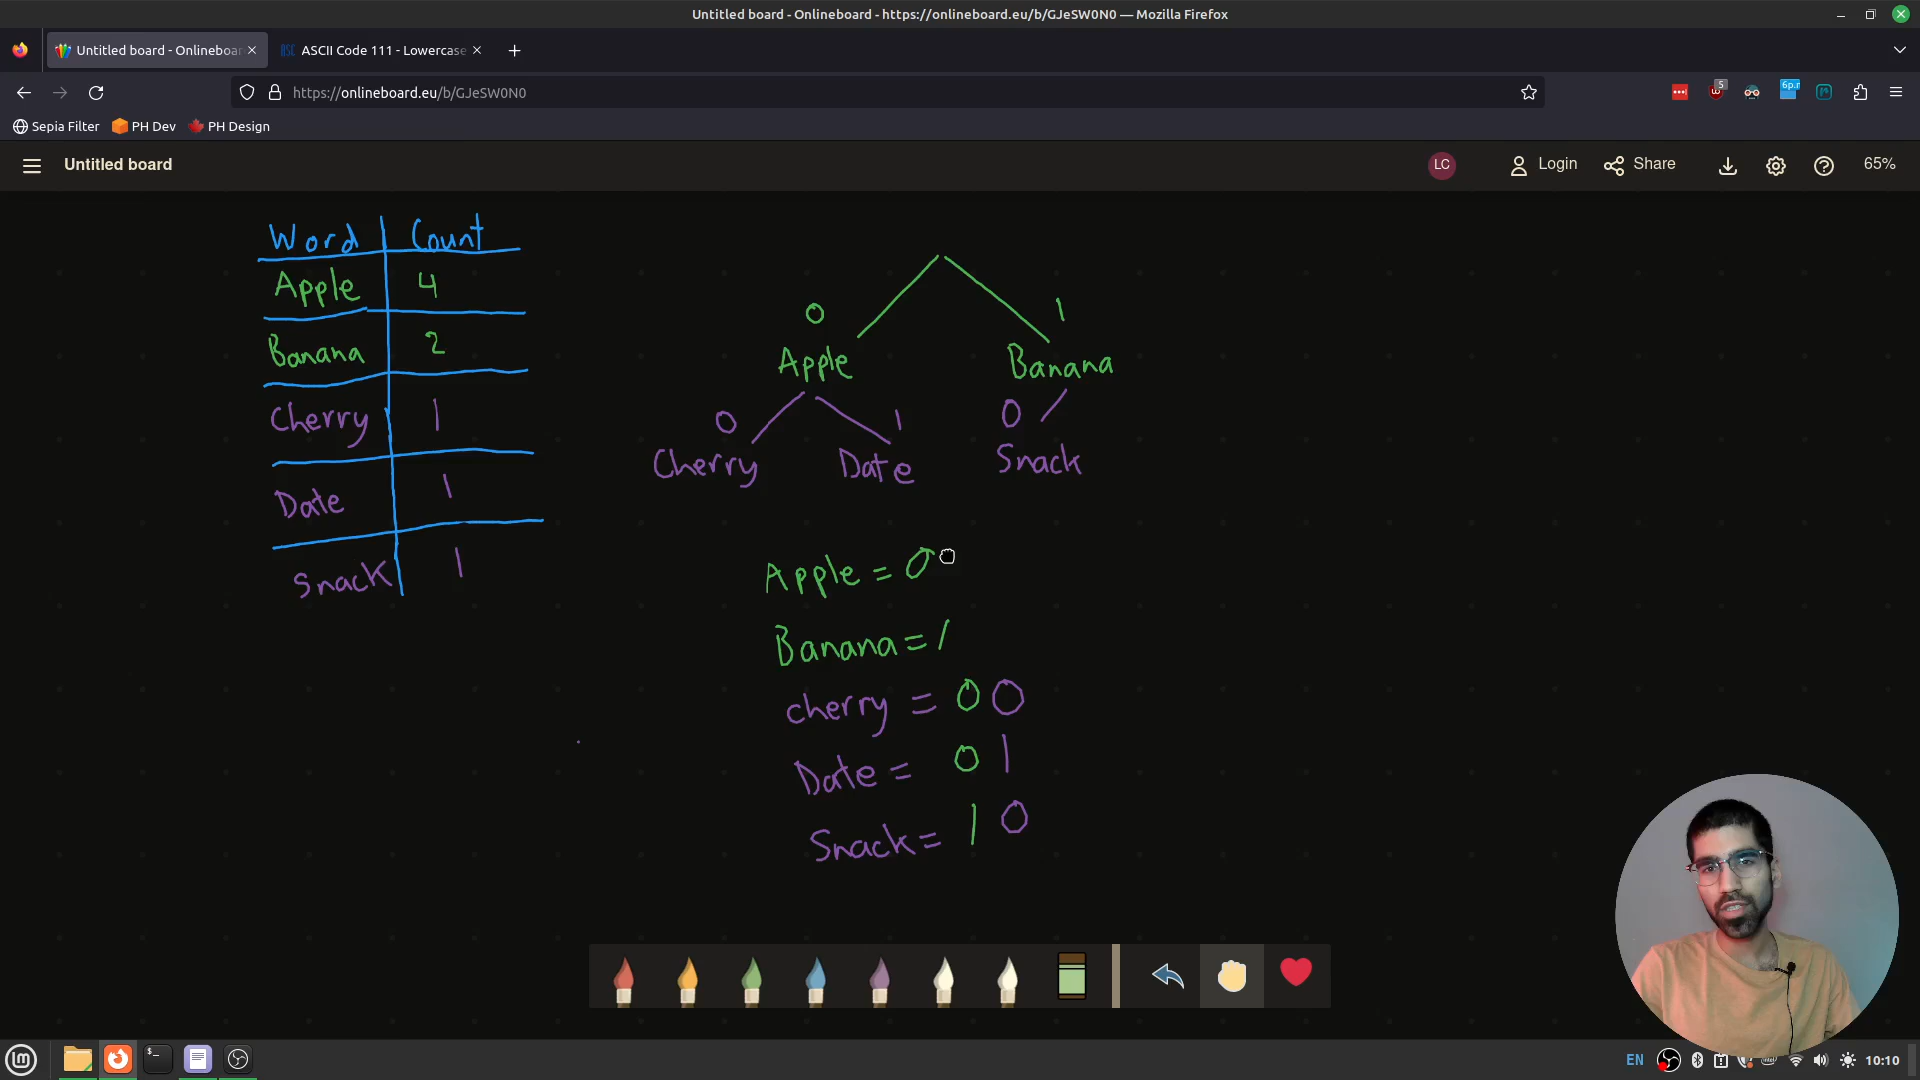 Untitled board - Onlineboard - https://onlineboard.eu/b/GJeSW0N0 — Mozilla Firefox
Untitled board - Onlineboar
ASCII Code 111 - Lowercase
https://onlineboard.eu/b/GJeSW0N0
5
6p.r
Sepia Filter
PH Dev
PH Design
Untitled board
LC
Login
Share
65%
Word Count
Apple 4
Banana 2
Cherry 1
Date 1
Snack 1
0 1
Apple Banana
0 1 0
Cherry Date Snack
Apple = 0
Banana = 1
cherry = 0 0
Date = 0 1
Snack = 1 0
EN
10:10